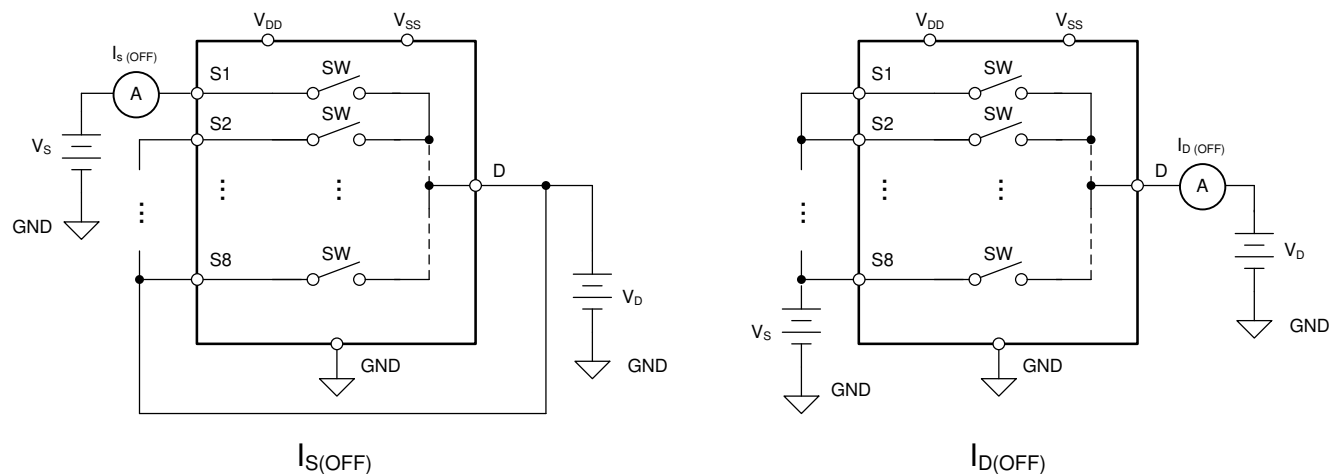 VDD
VSS
Is (OFF)
A
S1
SW
S2
SW
VS
D
GND
⋮
⋮
⋮
S8
SW
VD
GND
GND
IS(OFF)
VDD
VSS
S1
SW
S2
SW
ID (OFF)
D
A
⋮
⋮
⋮
S8
SW
VD
VS
GND
GND
GND
ID(OFF)